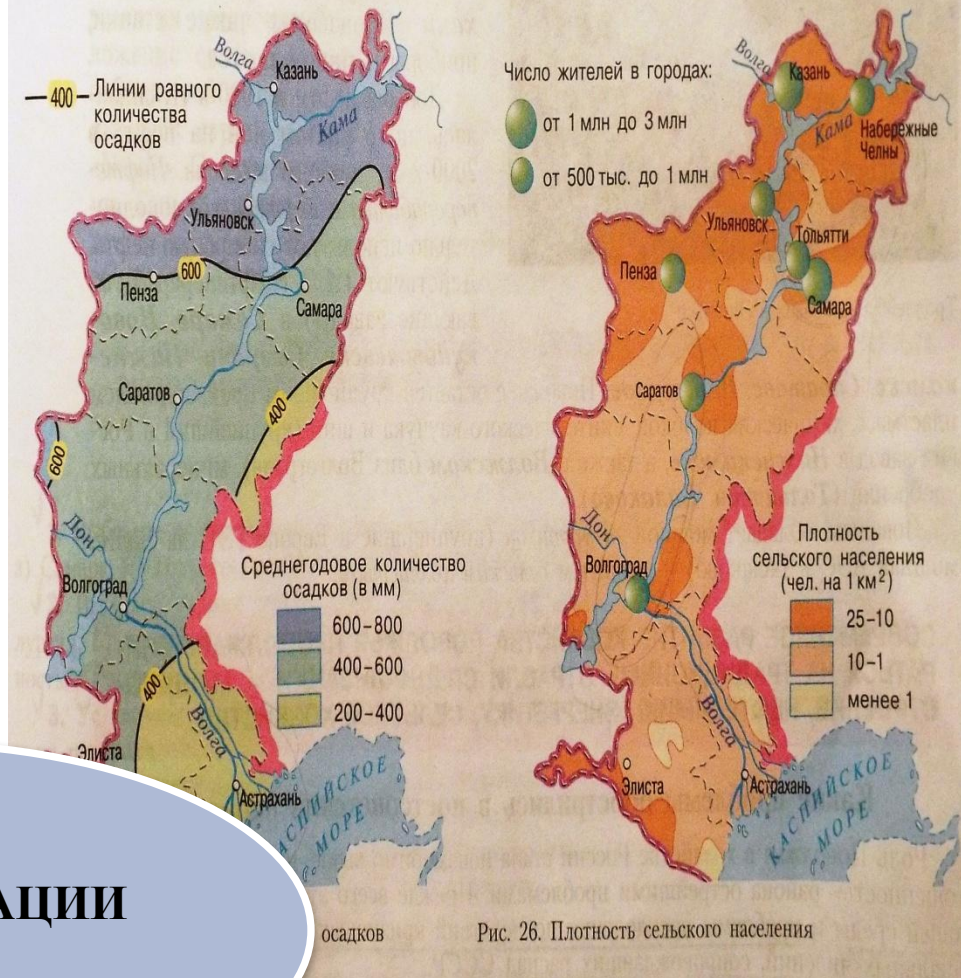 Волга
Казань
Кама
400 Линии равного
количества
осадков
Ульяновск
600
Пенза
Самара
Саратов
400
600
Дон
Волгоград
Среднегодовое количество
осадков (в мм)
600–800
400–600
200–400
400
Волга
Элиста
Астрахань
КАСПИЙСКОЕ
МОРЕ
АЦИИ
осадков
Число жителей в городах:
от 1 млн до 3 млн
от 500 тыс. до 1 млн
Волга
Казань
Кама
Набережные
Челны
Ульяновск
Тольятти
Пенза
Самара
Саратов
Дон
Волгоград
Плотность
сельского населения
(чел. на 1 км²)
25–10
10–1
менее 1
Волга
Элиста
Астрахань
КАСПИЙСКОЕ
МОРЕ
Рис. 26. Плотность сельского населения